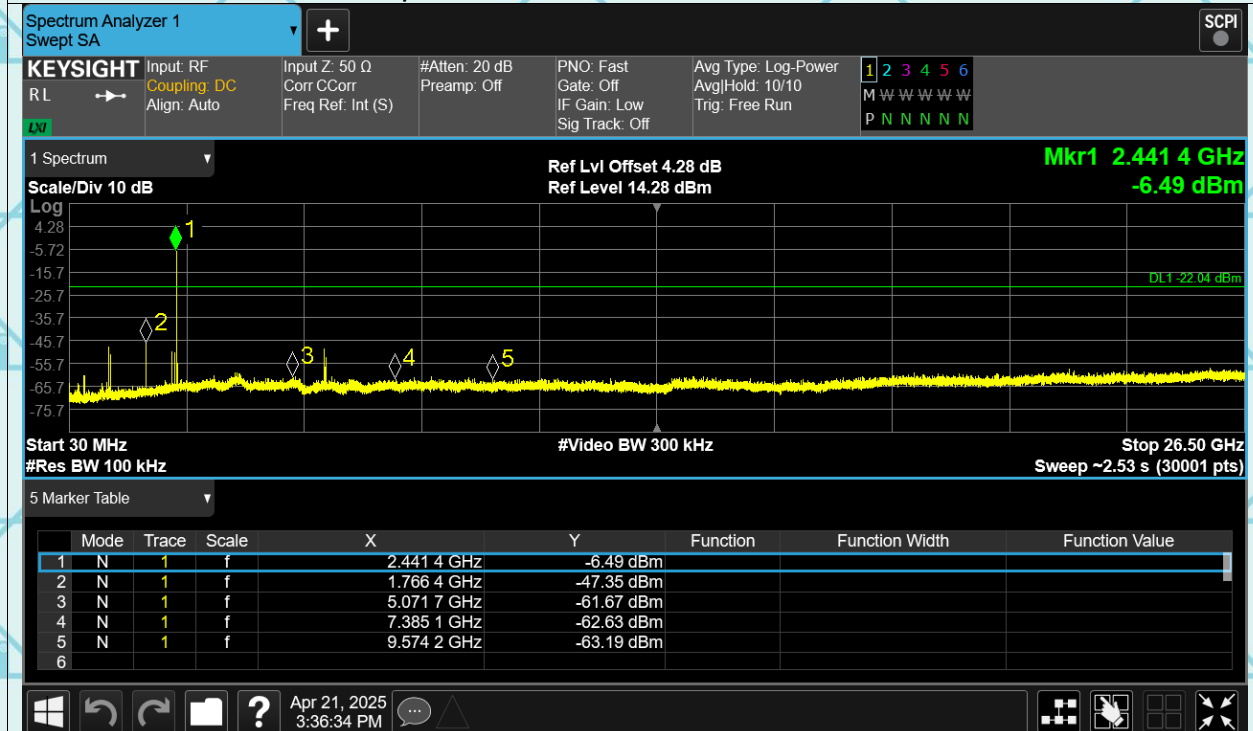 Spectrum Analyzer 1
Swept SA
+
SCPI
KEYSIGHT
RL
LXI
Input: RF
Coupling: DC
Align: Auto
Input Z: 50 Ω
Corr CCorr
Freq Ref: Int (S)
#Atten: 20 dB
Preamp: Off
PNO: Fast
Gate: Off
IF Gain: Low
Sig Track: Off
Avg Type: Log-Power
Avg|Hold: 10/10
Trig: Free Run
1 2 3 4 5 6
M W W W W W
P N N N N N
1 Spectrum
Scale/Div 10 dB
Ref Lvl Offset 4.28 dB
Ref Level 14.28 dBm
Mkr1 2.441 4 GHz
-6.49 dBm
Log
4.28
-5.72
-15.7
-25.7
-35.7
-45.7
-55.7
-65.7
-75.7
1
2
3
4
5
DL1 -22.04 dBm
Start 30 MHz
#Res BW 100 kHz
#Video BW 300 kHz
Stop 26.50 GHz
Sweep ~2.53 s (30001 pts)
5 Marker Table
Mode Trace Scale X Y Function Function Width Function Value
1 N 1 f 2.441 4 GHz -6.49 dBm
2 N 1 f 1.766 4 GHz -47.35 dBm
3 N 1 f 5.071 7 GHz -61.67 dBm
4 N 1 f 7.385 1 GHz -62.63 dBm
5 N 1 f 9.574 2 GHz -63.19 dBm
6
?
Apr 21, 2025
3:36:34 PM